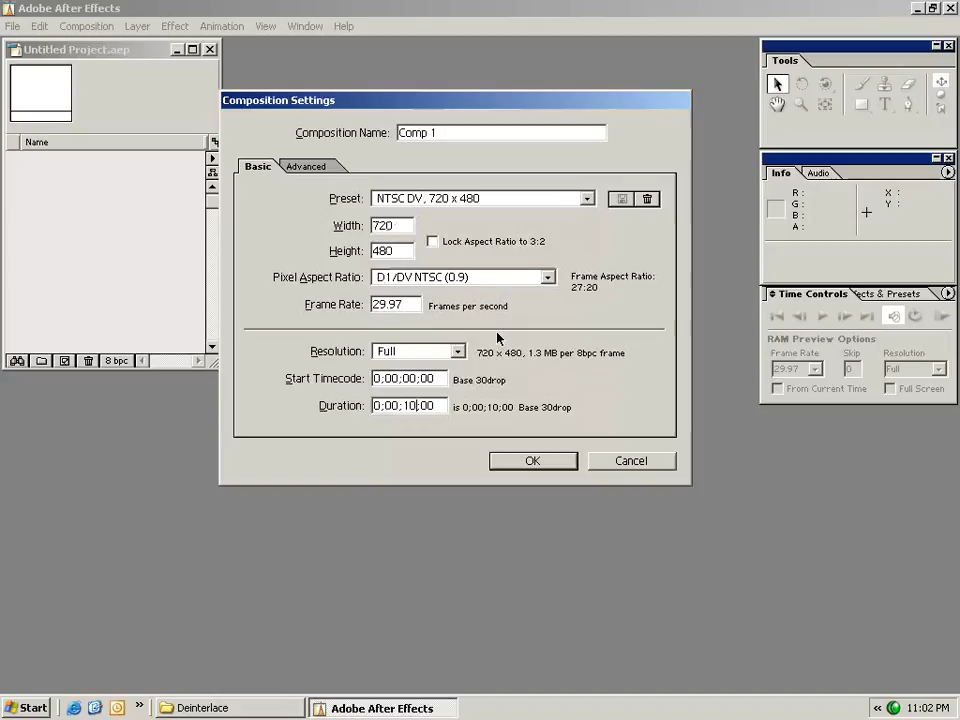 Adobe After Effects
File Edit Composition Layer Effect Animation View Window Help
Untitled Project.aep
Name
8 bpc
Composition Settings
Composition Name: Comp 1
Basic Advanced
Preset: NTSC DV, 720 x 480
Width: 720
Lock Aspect Ratio to 3:2
Height: 480
Pixel Aspect Ratio: D1/DV NTSC (0.9)
Frame Aspect Ratio:
27:20
Frame Rate: 29.97 Frames per second
Resolution: Full 720 x 480, 1.3 MB per 8bpc frame
Start Timecode: 0;00;00;00 Base 30drop
Duration: 0;00;10;00 is 0;00;10;00 Base 30drop
OK Cancel
Tools
T
Info Audio
R : X :
G : Y :
B :
A :
Time Controls ects & Presets
RAM Preview Options
Frame Rate Skip Resolution
29.97 0 Full
From Current Time Full Screen
Start Deinterlace Adobe After Effects 11:02 PM